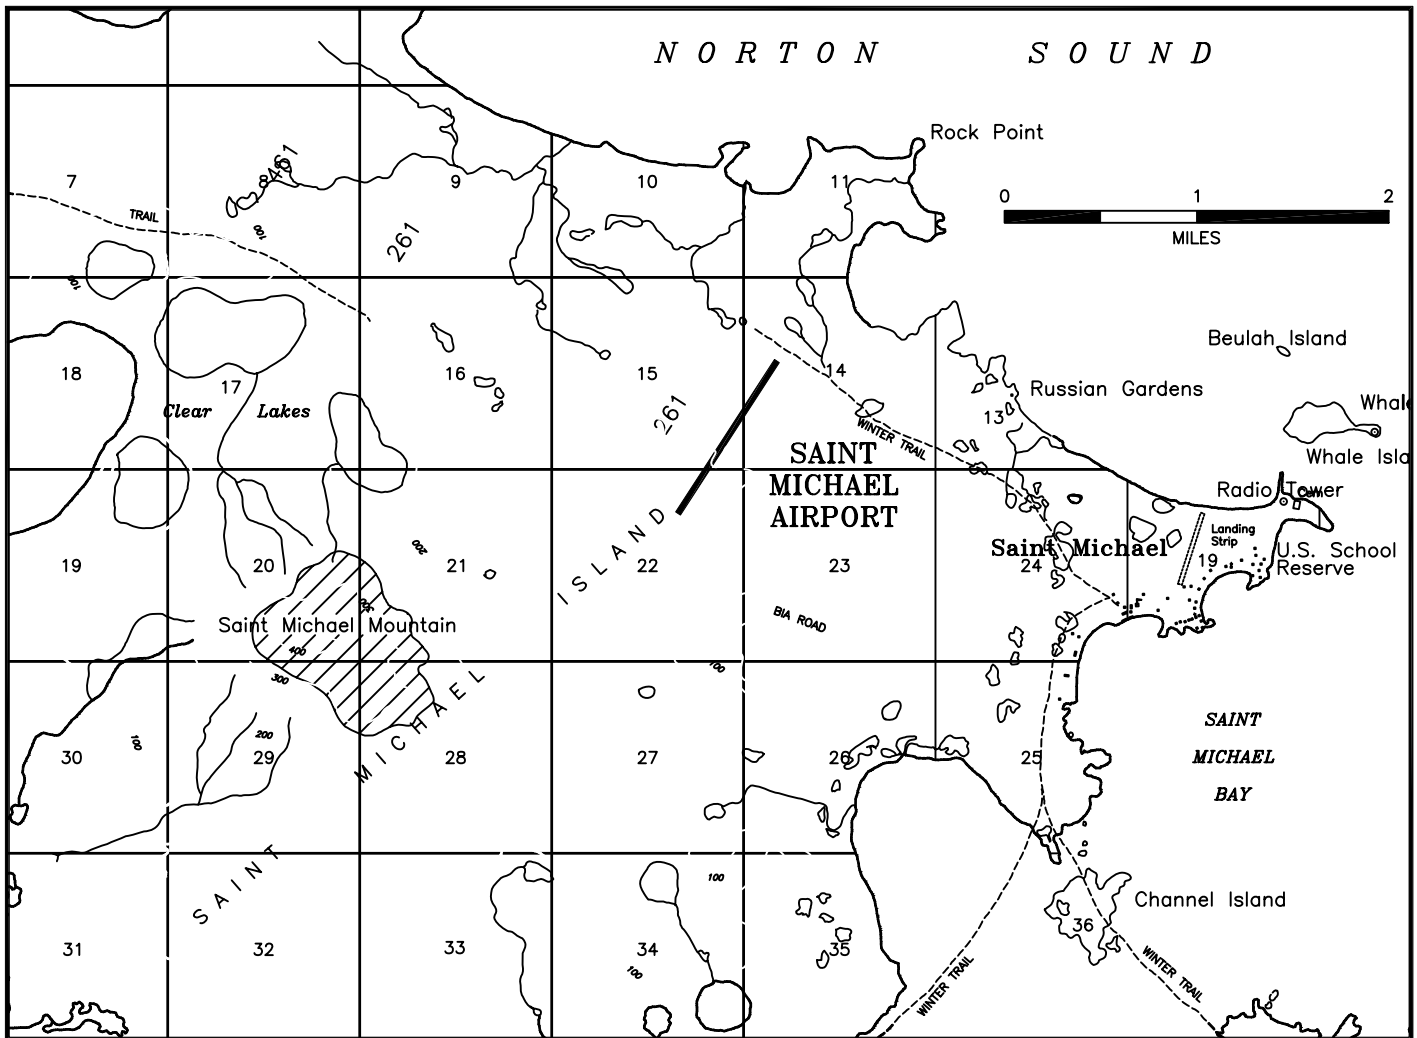 NORTON SOUND
Rock Point
0 1 2
MILES
7
8
9
10
11
TRAIL
100
261
100
Beulah Island
18
17
16
15
14
Clear Lakes
261
Russian Gardens
13
Whale
WINTER TRAIL
SAINT
MICHAEL
AIRPORT
Whale Isla
Radio Tower
Landing
Strip
Saint Michael
U.S. School
Reserve
19
20
200
21
ISLAND
22
23
24
19
BIA ROAD
Saint Michael Mountain
400
300
100
MICHAEL
SAINT
MICHAEL
BAY
30
100
200
29
28
27
26
25
SAINT
100
Channel Island
31
32
33
34
35
36
100
WINTER TRAIL
WINTER TRAIL